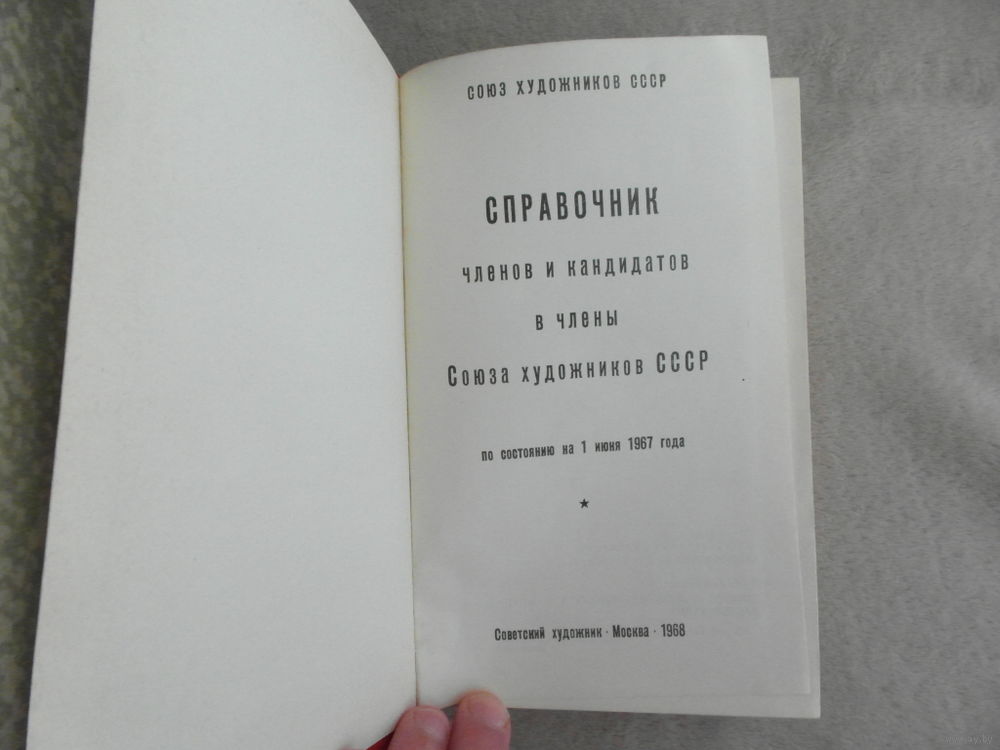 СОЮЗ ХУДОЖНИКОВ СССР
СПРАВОЧНИК
членов и кандидатов
в члены
Союза художников СССР
по состоянию на 1 июня 1967 года
★
Советский художник · Москва · 1968